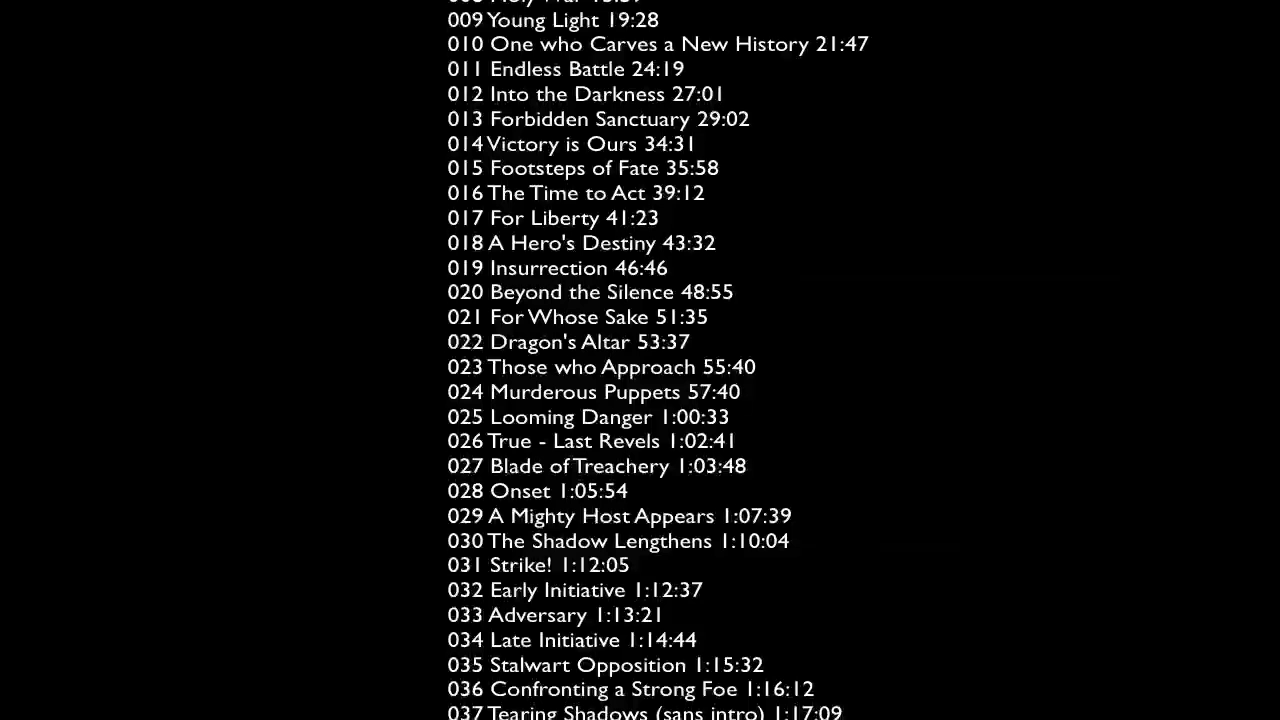 009 Young Light 19:28
010 One who Carves a New History 21:47
011 Endless Battle 24:19
012 Into the Darkness 27:01
013 Forbidden Sanctuary 29:02
014 Victory is Ours 34:31
015 Footsteps of Fate 35:58
016 The Time to Act 39:12
017 For Liberty 41:23
018 A Hero's Destiny 43:32
019 Insurrection 46:46
020 Beyond the Silence 48:55
021 For Whose Sake 51:35
022 Dragon's Altar 53:37
023 Those who Approach 55:40
024 Murderous Puppets 57:40
025 Looming Danger 1:00:33
026 True - Last Revels 1:02:41
027 Blade of Treachery 1:03:48
028 Onset 1:05:54
029 A Mighty Host Appears 1:07:39
030 The Shadow Lengthens 1:10:04
031 Strike! 1:12:05
032 Early Initiative 1:12:37
033 Adversary 1:13:21
034 Late Initiative 1:14:44
035 Stalwart Opposition 1:15:32
036 Confronting a Strong Foe 1:16:12
037 Tearing Shadows (sans intro) 1:17:09